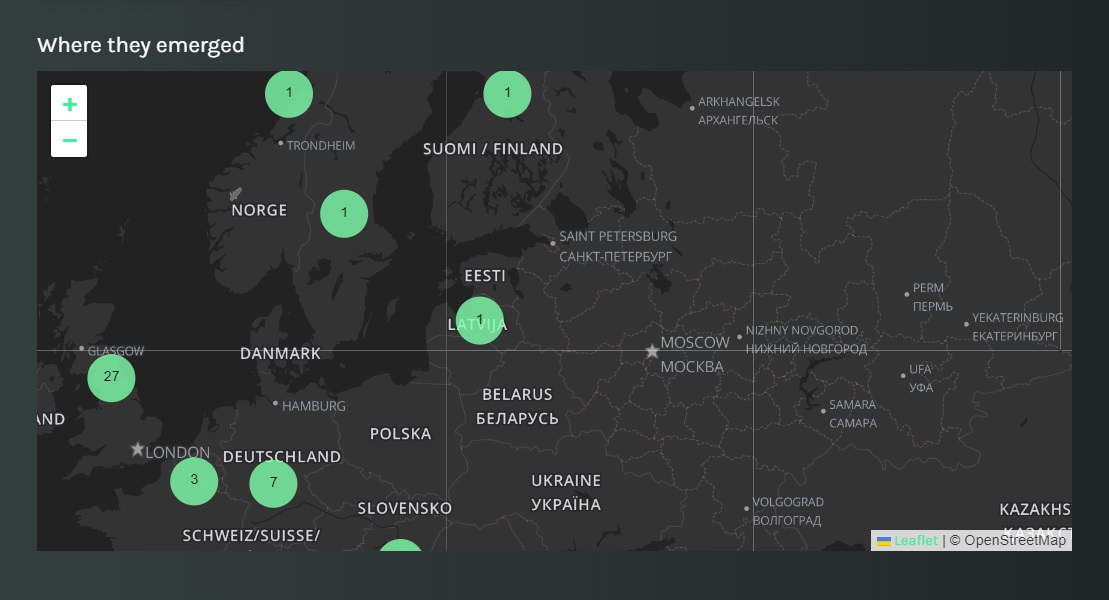 Where they emerged
+
−
1
1
ARKHANGELSK
АРХАНГЕЛЬСК
TRONDHEIM
SUOMI / FINLAND
NORGE
1
SAINT PETERSBURG
САНКТ-ПЕТЕРБУРГ
EESTI
PERM
ПЕРМЬ
LATVIJA
1
YEKATERINBURG
ЕКАТЕРИНБУРГ
NIZHNY NOVGOROD
НИЖНИЙ НОВГОРОД
MOSCOW
МОСКВА
GLASGOW
DANMARK
27
UFA
УФА
BELARUS
БЕЛАРУСЬ
HAMBURG
SAMARA
САМАРА
AND
POLSKA
LONDON
DEUTSCHLAND
3
7
UKRAINE
УКРАЇНА
SLOVENSKO
VOLGOGRAD
ВОЛГОГРАД
KAZAKHS
SCHWEIZ/SUISSE/
Leaflet | © OpenStreetMap